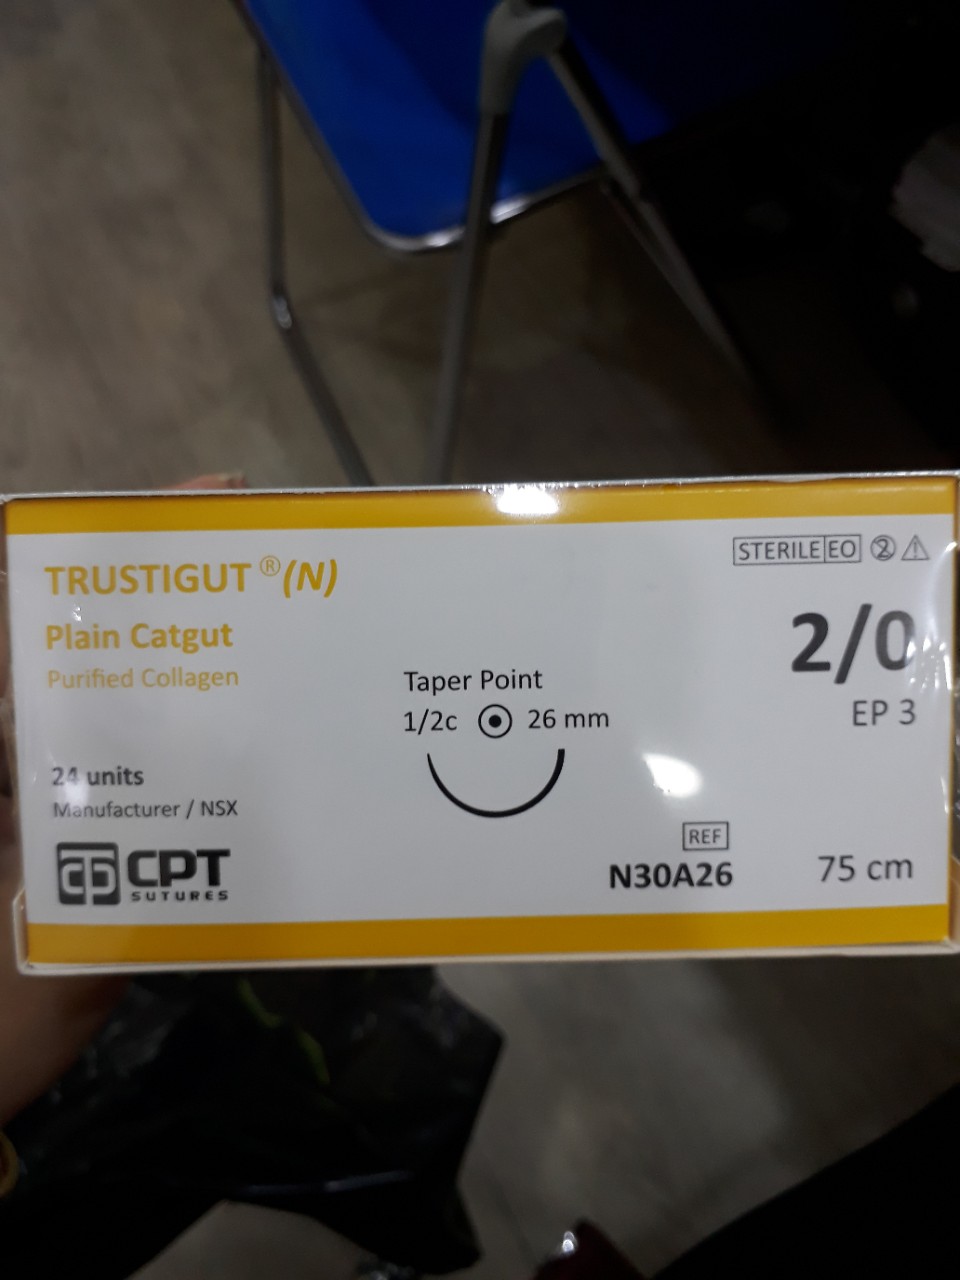 TRUSTIGUT ® (N)
Plain Catgut
Purified Collagen
STERILE EO 2
2/0
EP 3
Taper Point
1/2c 26 mm
24 units
Manufacturer / NSX
CPT
SUTURES
REF
N30A26
75 cm